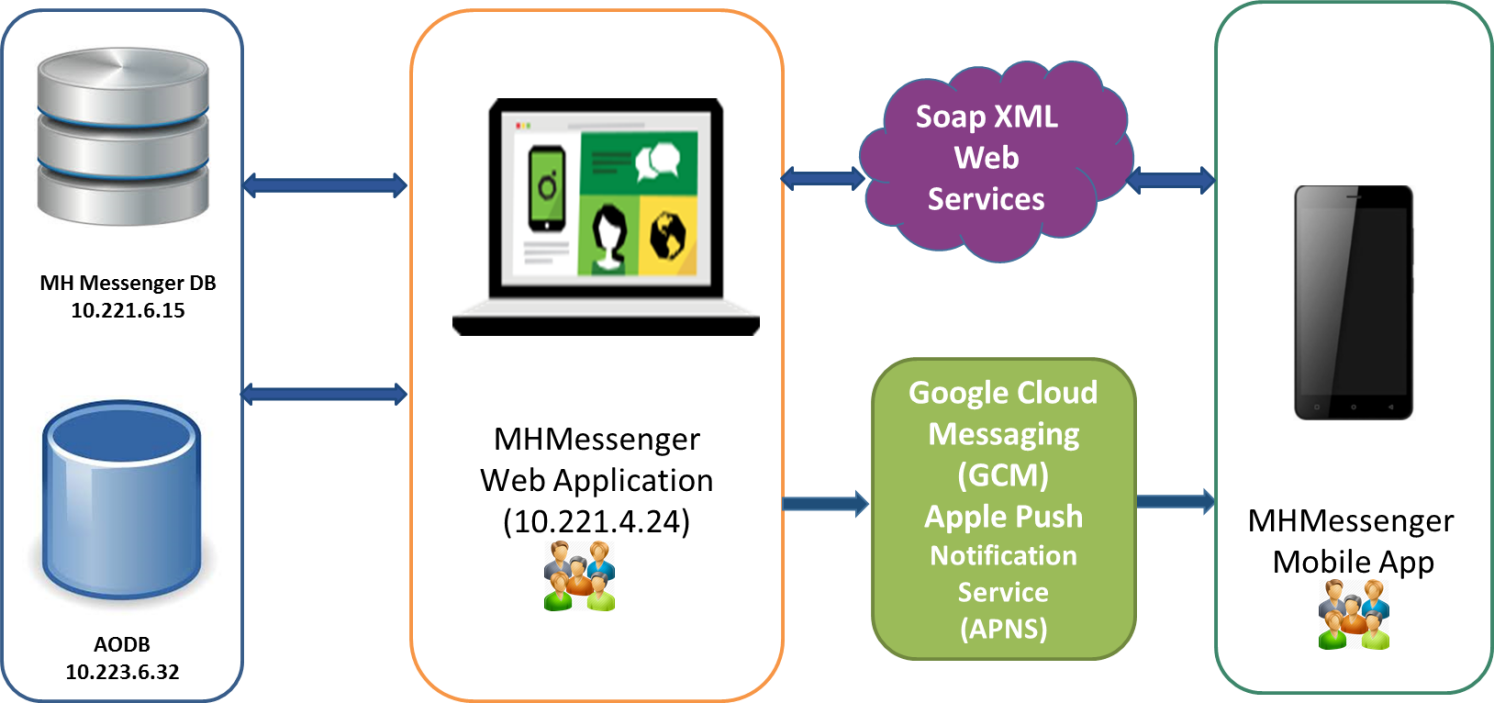 MH Messenger DB
10.221.6.15
AODB
10.223.6.32
MHMessenger
Web Application
(10.221.4.24)
Soap XML
Web
Services
Google Cloud
Messaging
(GCM)
Apple Push
Notification
Service
(APNS)
MHMessenger
Mobile App